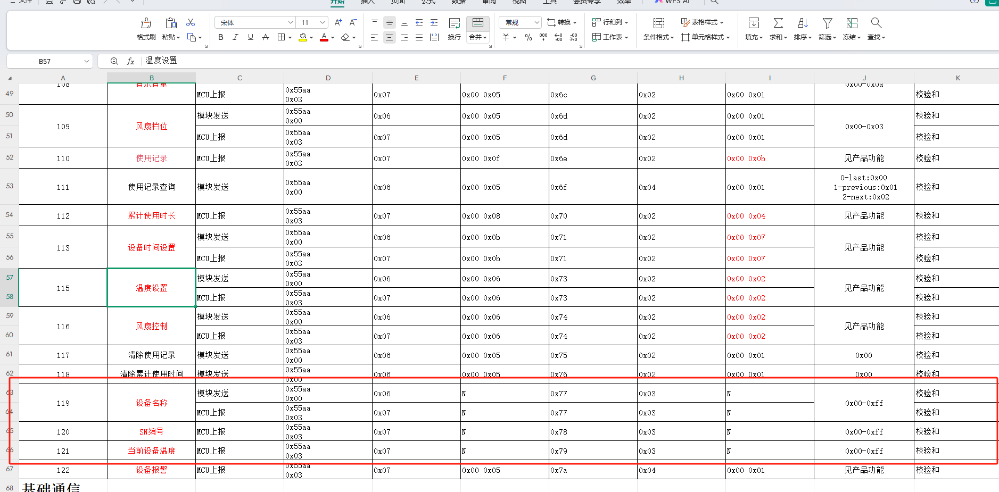 文件 开始 插入 页面 公式 数据 审阅 视图 工具 会员专享 效率 WPS AI
宋体 11 A+ A- 换行 合并 常规 转换 行和列 条件格式 表格样式 填充 求和 排序 筛选 冻结 查找
格式刷 粘贴 B I U A A 工作表 单元格样式
B57 fx 温度设置
A B C D E F G H I J K
108 音乐音量 0x00-0x0a
49 MCU上报 0x55aa 0x03 0x07 0x00 0x05 0x6c 0x02 0x00 0x01 校验和
50 109 风扇档位 模块发送 0x55aa 0x00 0x06 0x00 0x05 0x6d 0x02 0x00 0x01 0x00-0x03 校验和
51 MCU上报 0x55aa 0x03 0x07 0x00 0x05 0x6d 0x02 0x00 0x01 校验和
52 110 使用记录 MCU上报 0x55aa 0x03 0x07 0x00 0x0f 0x6e 0x02 0x00 0x0b 见产品功能 校验和
53 111 使用记录查询 模块发送 0x55aa 0x00 0x06 0x00 0x05 0x6f 0x04 0x00 0x01 0-last:0x00 1-previous:0x01 2-next:0x02 校验和
54 112 累计使用时长 MCU上报 0x55aa 0x03 0x07 0x00 0x08 0x70 0x02 0x00 0x04 见产品功能 校验和
55 113 设备时间设置 模块发送 0x55aa 0x00 0x06 0x00 0x0b 0x71 0x02 0x00 0x07 见产品功能 校验和
56 MCU上报 0x55aa 0x03 0x07 0x00 0x0b 0x71 0x02 0x00 0x07 校验和
57 115 温度设置 模块发送 0x55aa 0x00 0x06 0x00 0x06 0x73 0x02 0x00 0x02 见产品功能 校验和
58 MCU上报 0x55aa 0x03 0x07 0x00 0x06 0x73 0x02 0x00 0x02 校验和
59 116 风扇控制 模块发送 0x55aa 0x00 0x06 0x00 0x06 0x74 0x02 0x00 0x02 见产品功能 校验和
60 MCU上报 0x55aa 0x03 0x07 0x00 0x06 0x74 0x02 0x00 0x02 校验和
61 117 清除使用记录 模块发送 0x55aa 0x00 0x06 0x00 0x05 0x75 0x02 0x00 0x01 0x00 校验和
62 118 清除累计使用时间 模块发送 0x55aa 0x00 0x06 0x00 0x05 0x76 0x02 0x00 0x01 0x00 校验和
63 119 设备名称 模块发送 0x55aa 0x00 0x06 N 0x77 0x03 N 0x00-0xff 校验和
64 MCU上报 0x55aa 0x03 0x07 N 0x77 0x03 N 校验和
65 120 SN编号 MCU上报 0x55aa 0x03 0x07 N 0x78 0x03 N 0x00-0xff 校验和
66 121 当前设备温度 MCU上报 0x55aa 0x03 0x07 N 0x79 0x03 N 0x00-0xff 校验和
67 122 设备报警 MCU上报 0x55aa 0x03 0x07 0x00 0x05 0x7a 0x04 0x00 0x01 见产品功能 校验和
68 基础通信